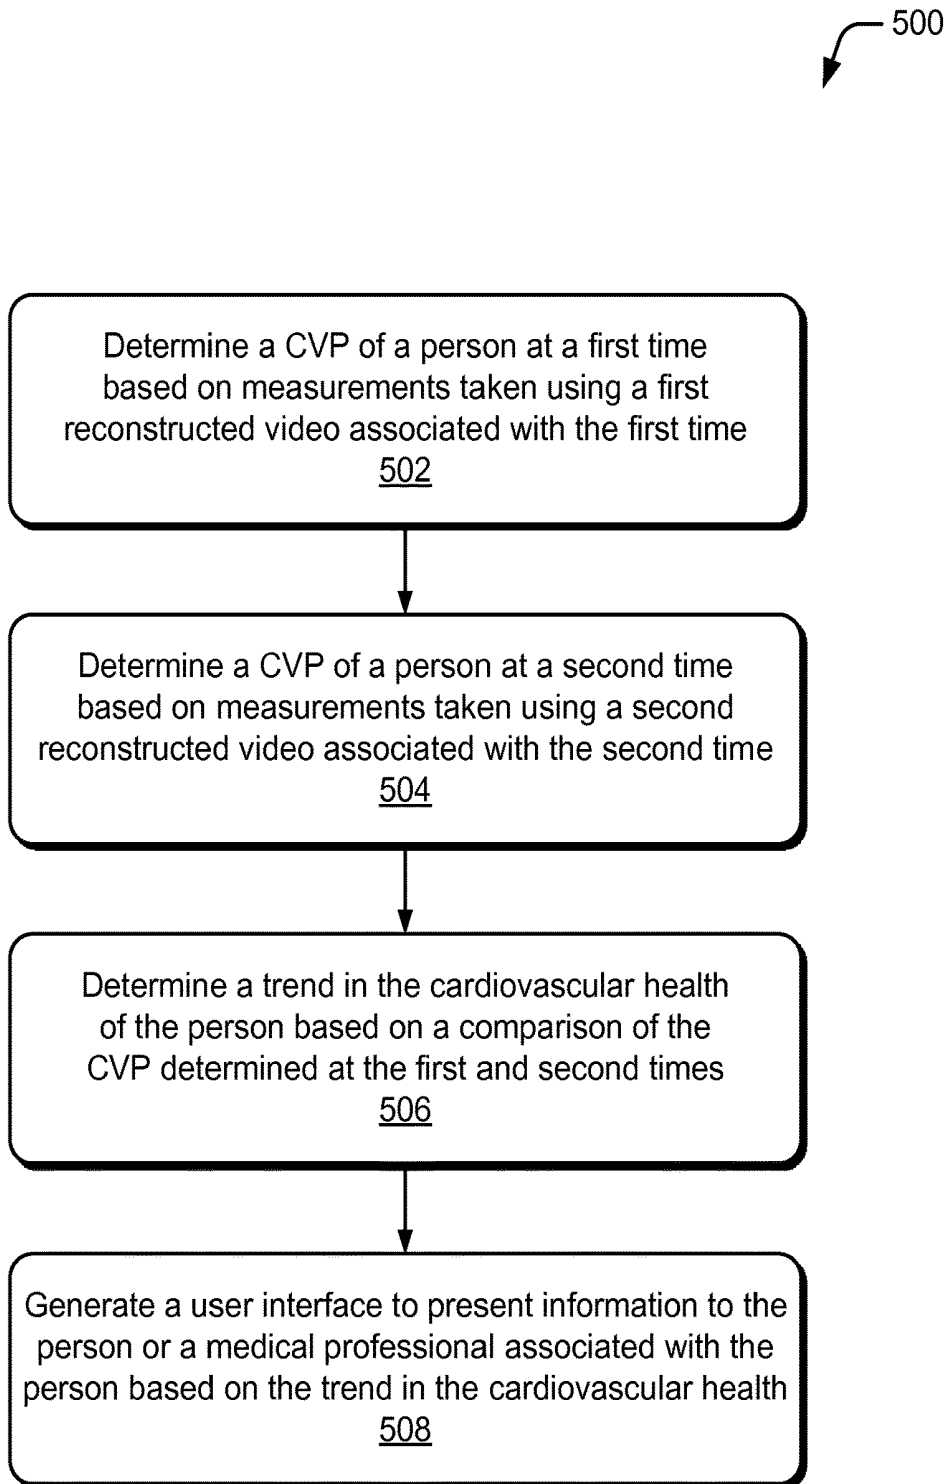 500
Determine a CVP of a person at a first time
based on measurements taken using a first
reconstructed video associated with the first time
502
Determine a CVP of a person at a second time
based on measurements taken using a second
reconstructed video associated with the second time
504
Determine a trend in the cardiovascular health
of the person based on a comparison of the
CVP determined at the first and second times
506
Generate a user interface to present information to the
person or a medical professional associated with the
person based on the trend in the cardiovascular health
508